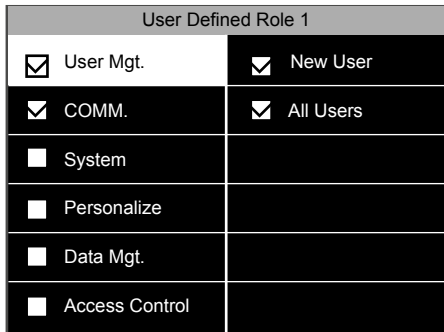 User Defined Role 1
User Mgt.
New User
COMM.
All Users
System
Personalize
Data Mgt.
Access Control